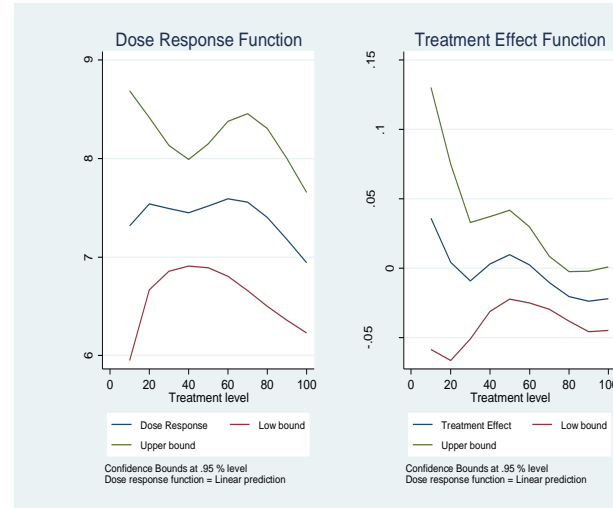 Dose Response Function
9
8
7
6
0 20 40 60 80 100
Treatment level
Dose Response Low bound
Upper bound
Confidence Bounds at .95 % level
Dose response function = Linear prediction
Treatment Effect Function
.15
.1
.05
0
-.05
0 20 40 60 80 100
Treatment level
Treatment Effect Low bound
Upper bound
Confidence Bounds at .95 % level
Dose response function = Linear prediction